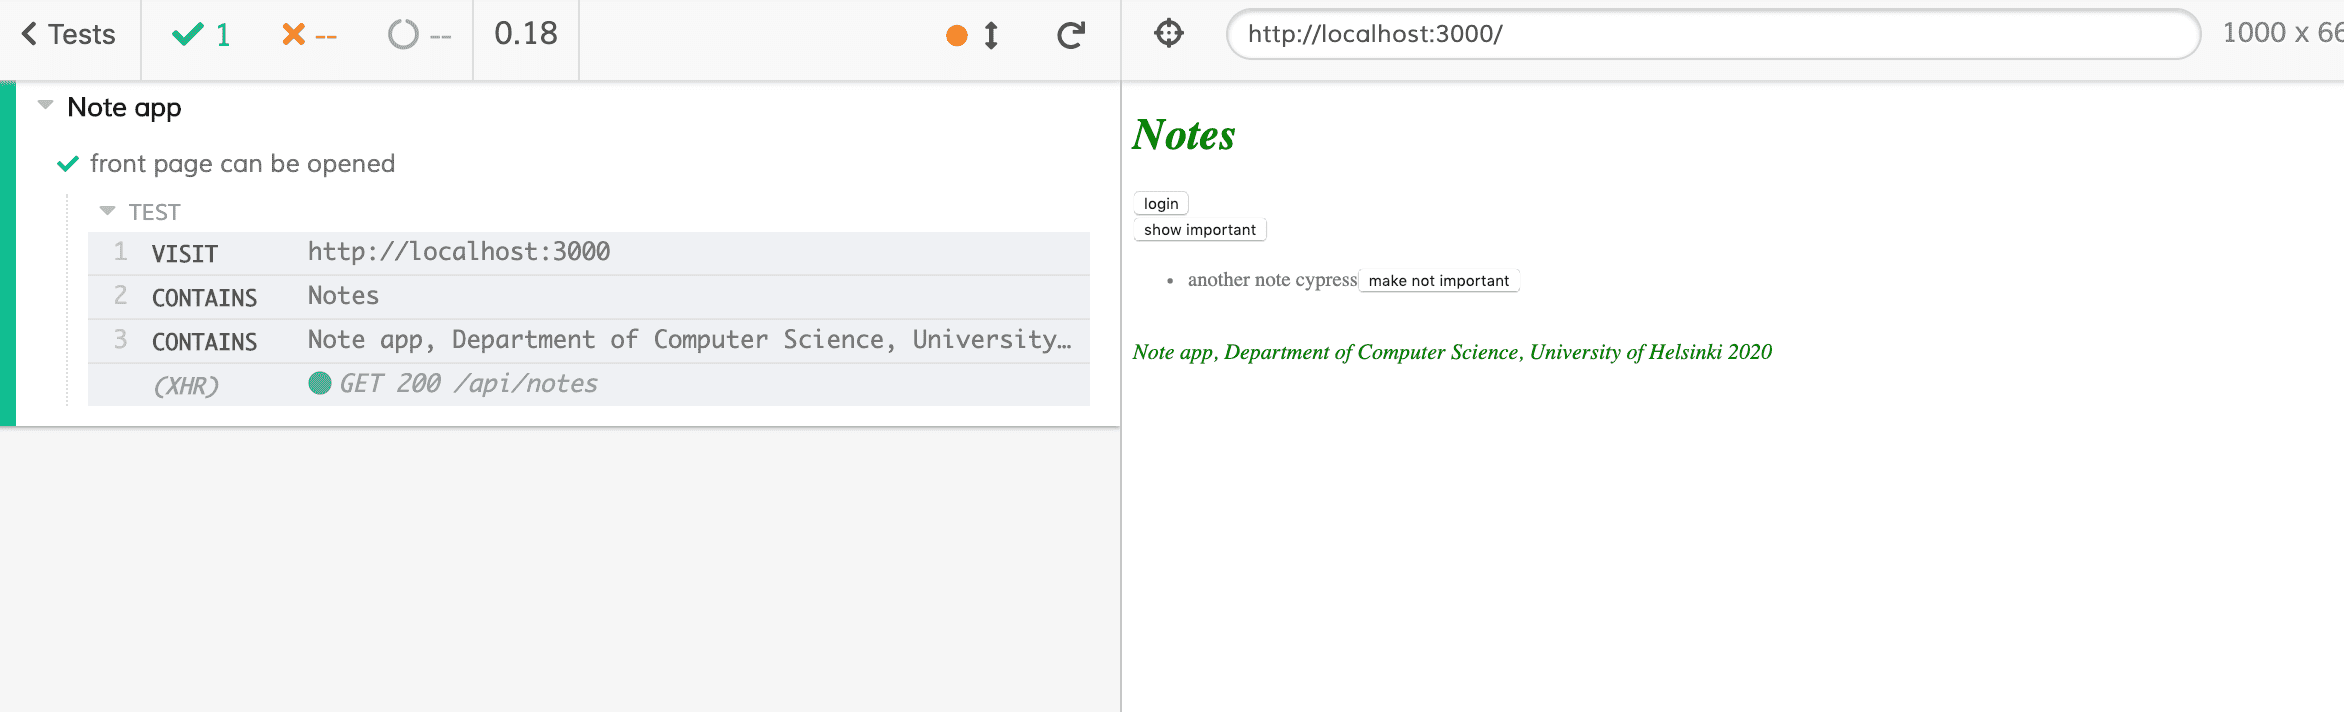 Tests 1 -- -- 0.18
http://localhost:3000/ 1000 x 66
Note app
front page can be opened
TEST
1 VISIT http://localhost:3000
2 CONTAINS Notes
3 CONTAINS Note app, Department of Computer Science, University…
(XHR) GET 200 /api/notes
Notes
login
show important
• another note cypress make not important
Note app, Department of Computer Science, University of Helsinki 2020